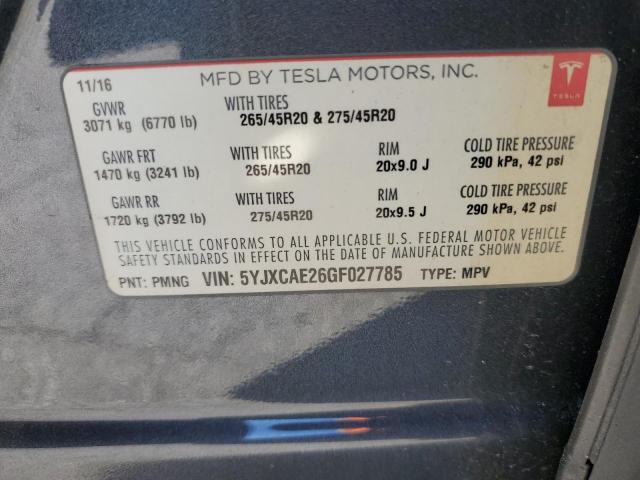 11/16 MFD BY TESLA MOTORS, INC.
TESLA
GVWR WITH TIRES
3071 kg (6770 lb) 265/45R20 & 275/45R20
GAWR FRT WITH TIRES RIM COLD TIRE PRESSURE
1470 kg (3241 lb) 265/45R20 20x9.0 J 290 kPa, 42 psi
GAWR RR WITH TIRES RIM COLD TIRE PRESSURE
1720 kg (3792 lb) 275/45R20 20x9.5 J 290 kPa, 42 psi
THIS VEHICLE CONFORMS TO ALL APPLICABLE U.S. FEDERAL MOTOR VEHICLE
SAFETY STANDARDS IN EFFECT ON THE DATE OF MANUFACTURE SHOWN ABOVE.
PNT: PMNG VIN: 5YJXCAE26GF027785 TYPE: MPV